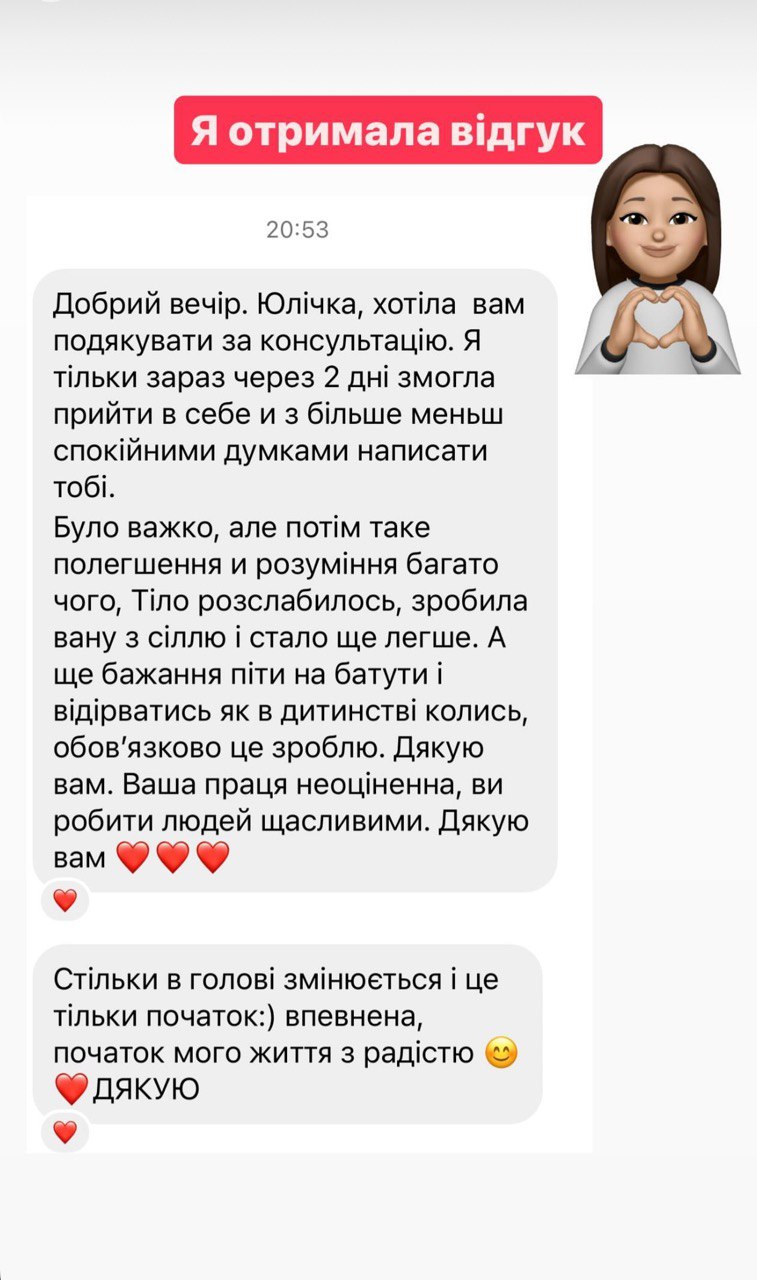 Я отримала відгук
20:53
Добрий вечір. Юлічка, хотіла вам
подякувати за консультацію. Я
тільки зараз через 2 дні змогла
прийти в себе и з більше меньш
спокійними думками написати
тобі.
Було важко, але потім таке
полегшення и розуміння багато
чого, Тіло розслабилось, зробила
вану з сіллю і стало ще легше. А
ще бажання піти на батути і
відірватись як в дитинстві колись,
обов’язково це зроблю. Дякую
вам. Ваша праця неоціненна, ви
робити людей щасливими. Дякую
вам ❤️❤️❤️
❤️
Стільки в голові змінюється і це
тільки початок:) впевнена,
початок мого життя з радістю 😊
❤️ДЯКУЮ
❤️